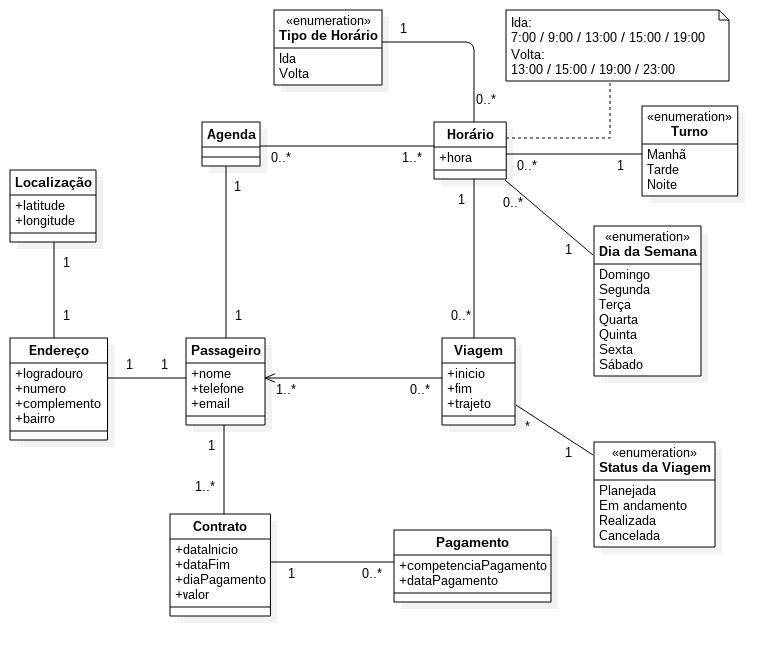 «enumeration»
Tipo de Horário
Ida
Volta
1
0..*
Ida:
7:00 / 9:00 / 13:00 / 15:00 / 19:00
Volta:
13:00 / 15:00 / 19:00 / 23:00
Agenda
0..*
1..*
Horário
+hora
0..*
1
«enumeration»
Turno
Manhã
Tarde
Noite
Localização
+latitude
+longitude
1
1
1
1
1
0..*
0..*
1
«enumeration»
Dia da Semana
Domingo
Segunda
Terça
Quarta
Quinta
Sexta
Sábado
Endereço
+logradouro
+numero
+complemento
+bairro
1
1
Passageiro
+nome
+telefone
+email
1..*
0..*
Viagem
+inicio
+fim
+trajeto
*
1
«enumeration»
Status da Viagem
Planejada
Em andamento
Realizada
Cancelada
1
1..*
Contrato
+dataInicio
+dataFim
+diaPagamento
+valor
1
0..*
Pagamento
+competenciaPagamento
+dataPagamento